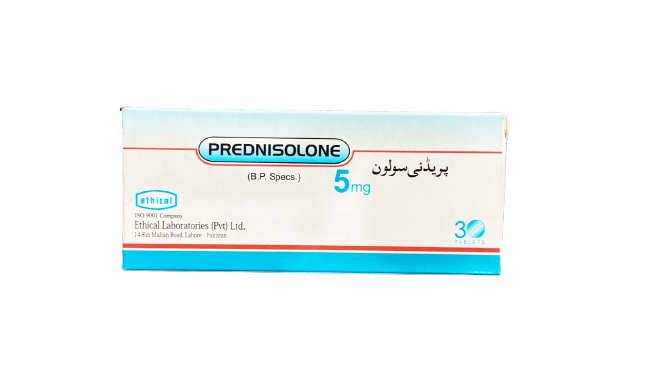 PREDNISOLONE
(B.P. Specs.)
پریڈنی سولون
5mg
ethical
ISO 9001 Company
Ethical Laboratories (Pvt) Ltd.
14-Km Multan Road, Lahore - Pakistan
30
TABLETS